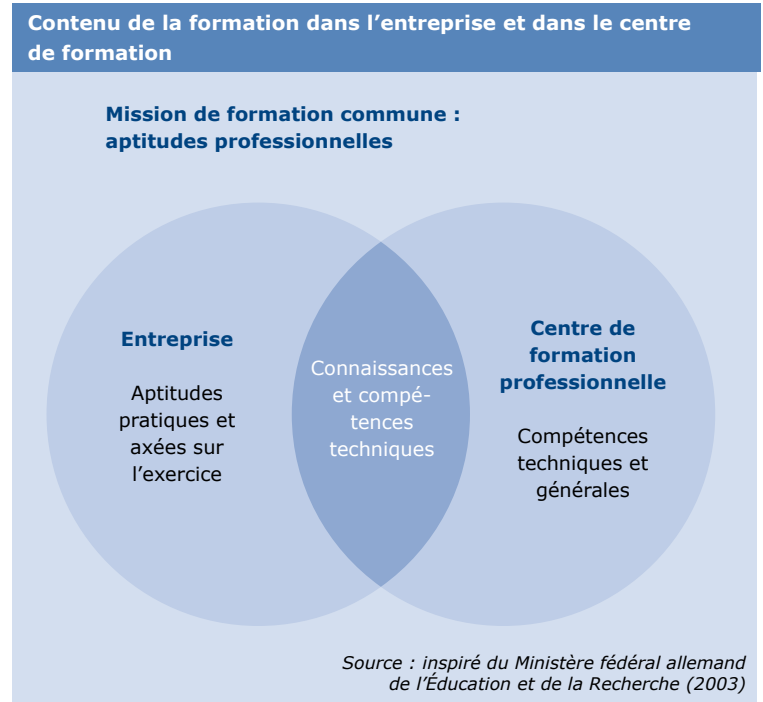 Contenu de la formation dans l’entreprise et dans le centre
de formation
Mission de formation commune :
aptitudes professionnelles
Entreprise
Aptitudes
pratiques et
axées sur
l’exercice
Connaissances
et compé-
tences
techniques
Centre de
formation
professionnelle
Compétences
techniques et
générales
Source : inspiré du Ministère fédéral allemand
de l’Éducation et de la Recherche (2003)